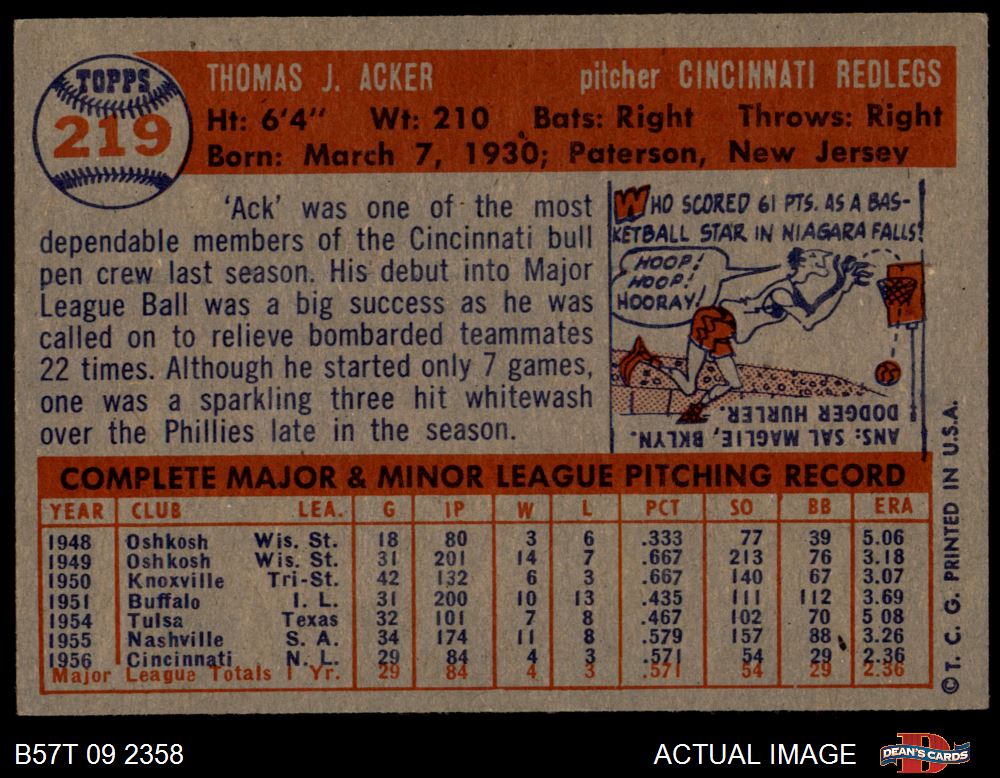 TOPPS
219
THOMAS J. ACKER pitcher CINCINNATI REDLEGS
Ht: 6'4" Wt: 210 Bats: Right Throws: Right
Born: March 7, 1930; Paterson, New Jersey
'Ack' was one of the most
dependable members of the Cincinnati bull
pen crew last season. His debut into Major
League Ball was a big success as he was
called on to relieve bombarded teammates
22 times. Although he started only 7 games,
one was a sparkling three hit whitewash
over the Phillies late in the season.
WHO SCORED 61 PTS. AS A BAS-
KETBALL STAR IN NIAGARA FALLS?
HOOP!
HOOP!
HOORAY!
ANS: SAL MAGLIE, BKLYN.
DODGER HURLER.
COMPLETE MAJOR & MINOR LEAGUE PITCHING RECORD
YEAR CLUB LEA. G IP W L PCT SO BB ERA
1948 Oshkosh Wis. St. 18 80 3 6 .333 77 39 5.06
1949 Oshkosh Wis. St. 31 201 14 7 .667 213 76 3.18
1950 Knoxville Tri-St. 42 132 6 3 .667 140 67 3.07
1951 Buffalo I. L. 31 200 10 13 .435 111 112 3.69
1954 Tulsa Texas 32 101 7 8 .467 102 70 5 08
1955 Nashville S. A. 34 174 11 8 .579 157 88 3.26
1956 Cincinnati N. L. 29 84 4 3 .571 54 29 2.36
Major League Totals 1 Yr. 29 84 4 3 .571 54 29 2.36
© T. C. G. PRINTED IN U.S.A.
B57T 09 2358 ACTUAL IMAGE
DEAN'S CARDS